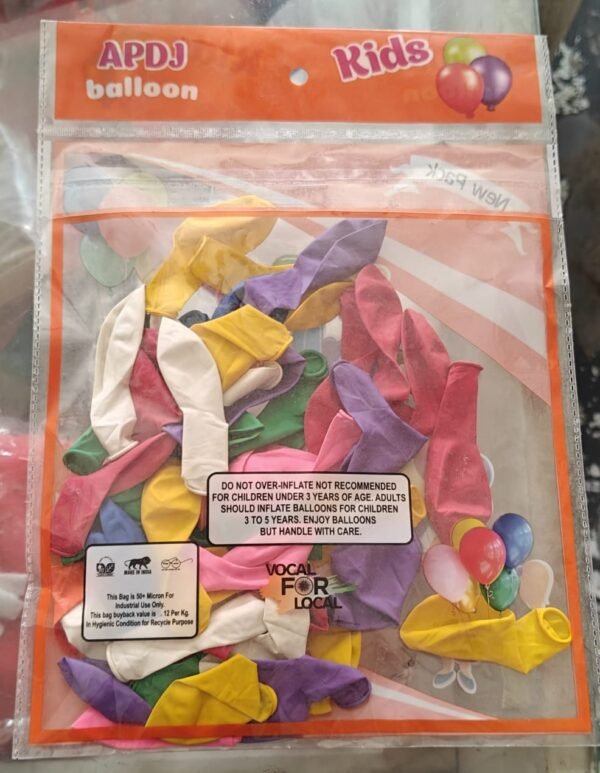 APDJ
balloon
Kids
New Pack
DO NOT OVER-INFLATE NOT RECOMMENDED
FOR CHILDREN UNDER 3 YEARS OF AGE. ADULTS
SHOULD INFLATE BALLOONS FOR CHILDREN
3 TO 5 YEARS. ENJOY BALLOONS
BUT HANDLE WITH CARE.
MAKE IN INDIA
This Bag is 50+ Micron For
Industrial Use Only.
This bag buyback value is . 12 Per Kg.
In Hygienic Condition for Recycle Purpose
VOCAL
FOR
LOCAL